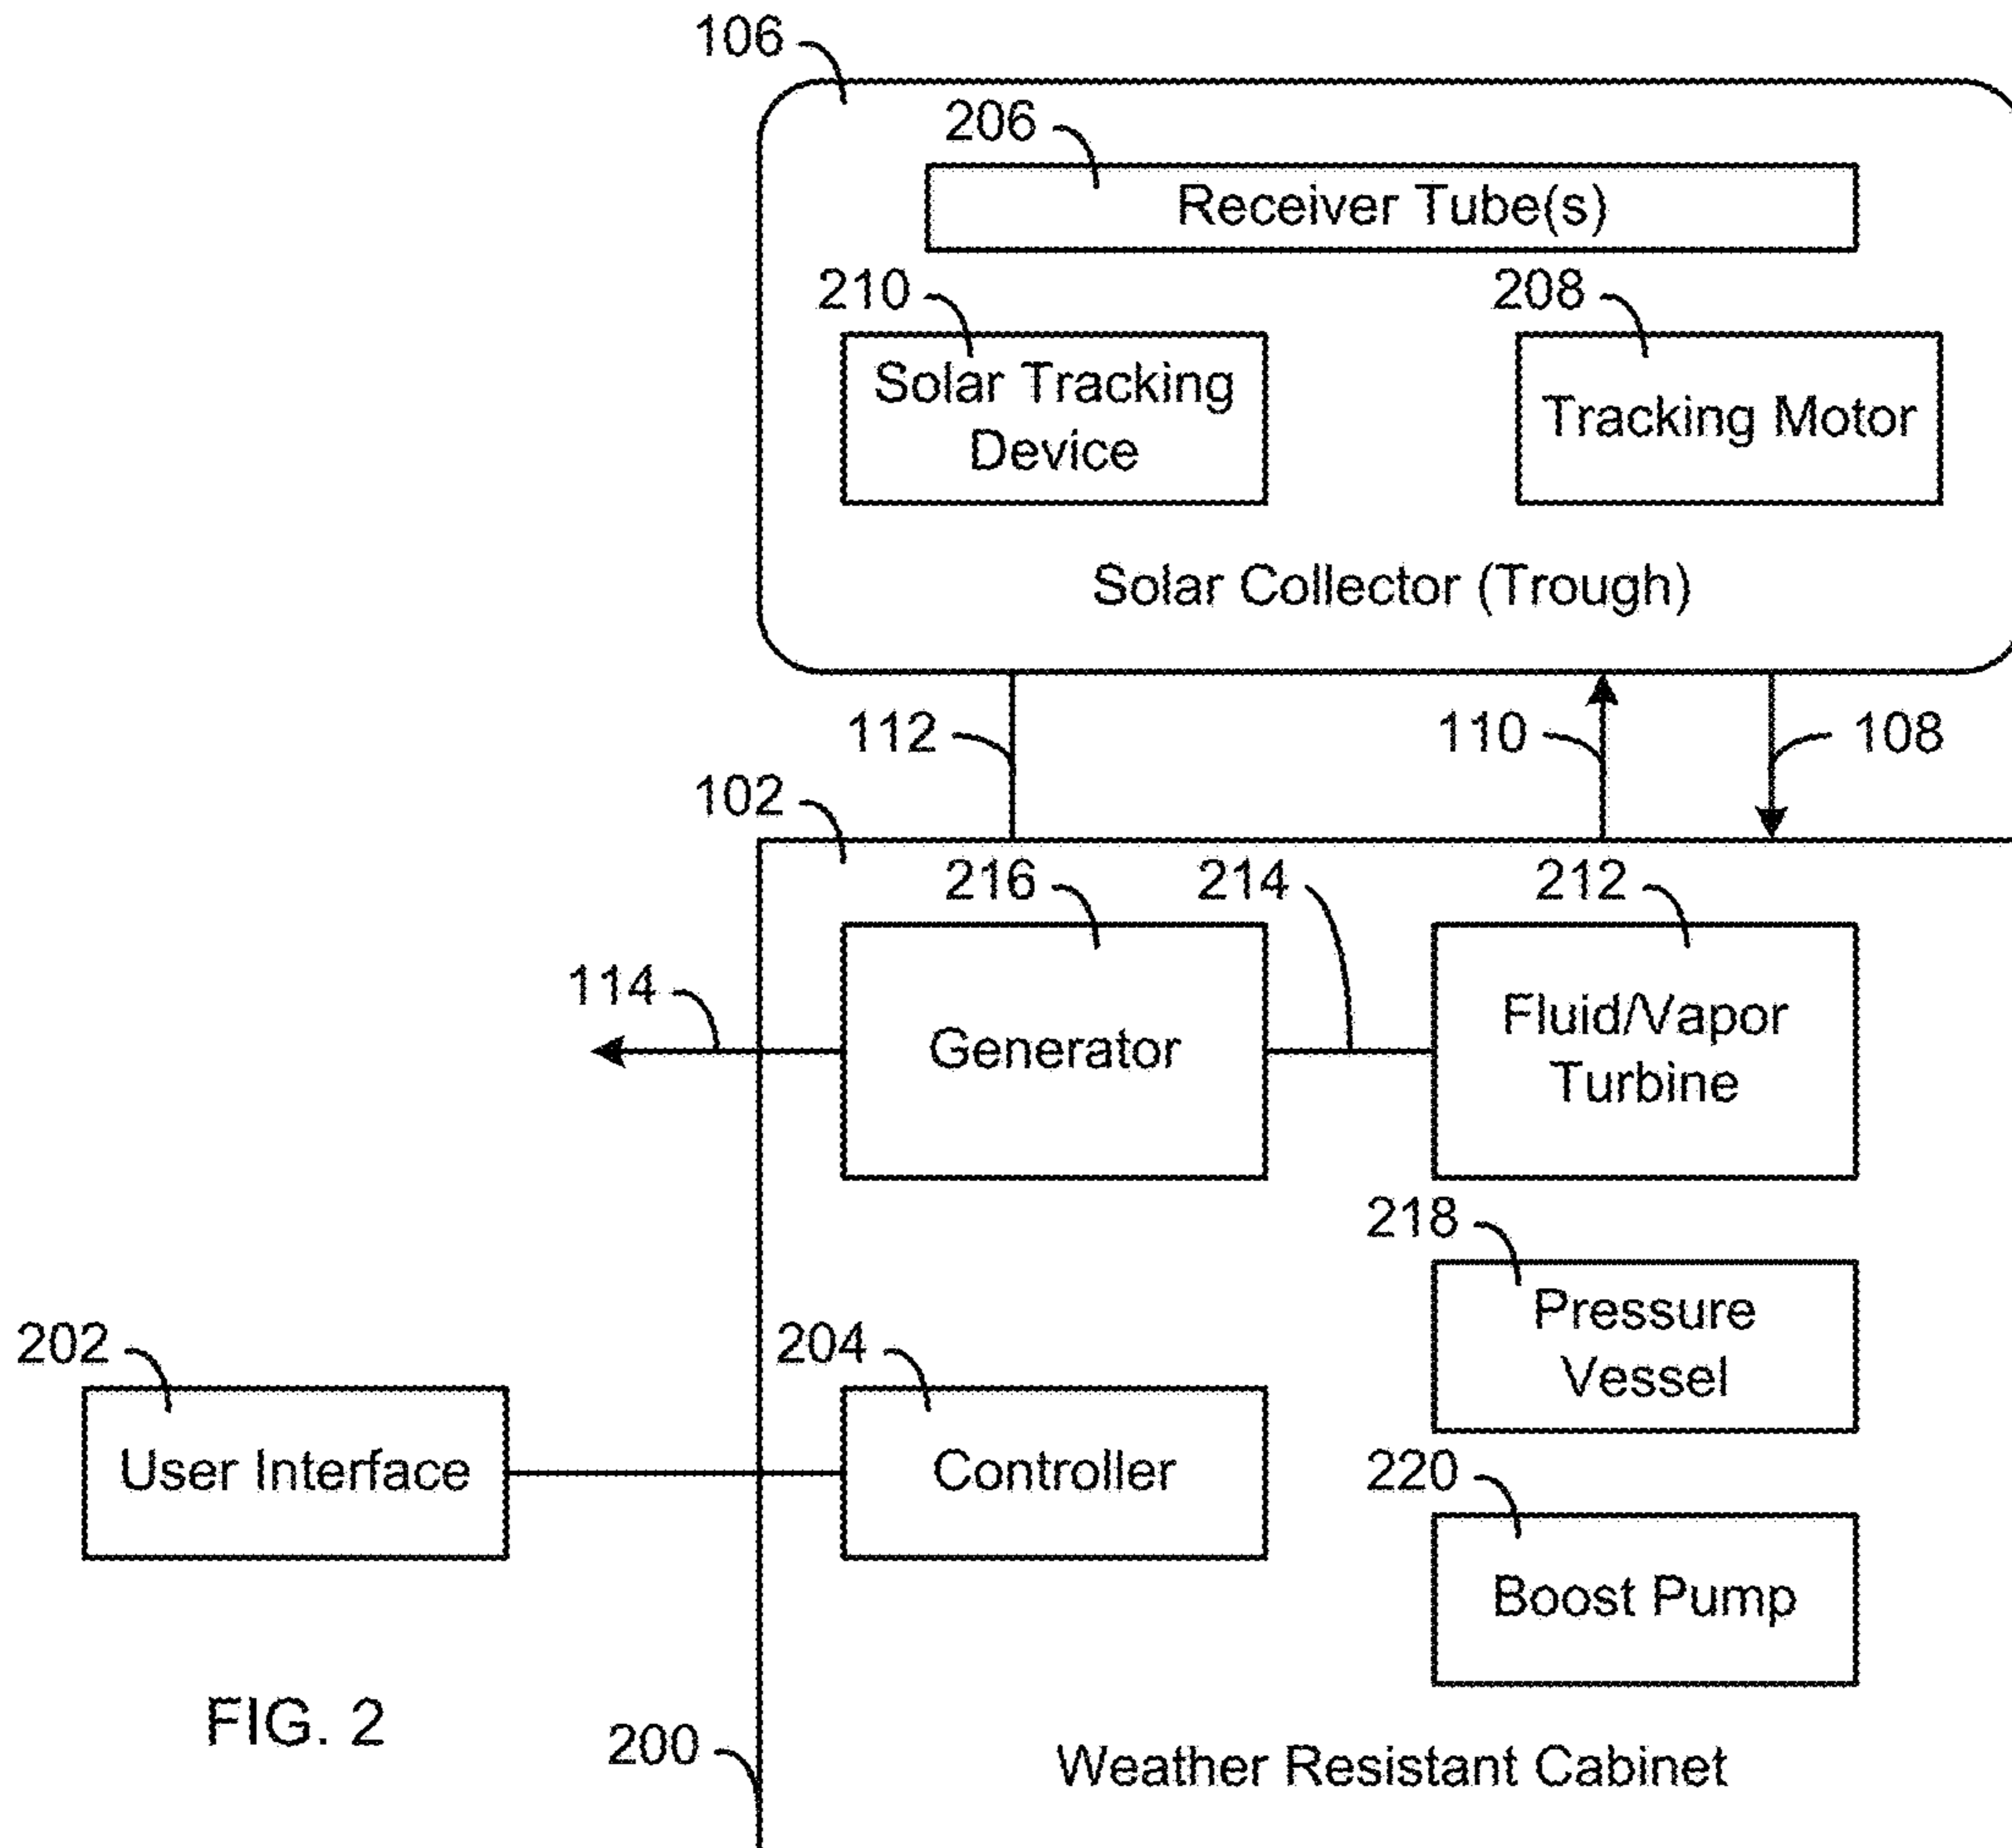 106
206
Receiver Tube(s)
210
208
Solar Tracking
Device
Tracking Motor
Solar Collector (Trough)
112
110
108
102
216
214
212
114
Generator
Fluid/Vapor
Turbine
218
Pressure
Vessel
202
204
User Interface
Controller
220
Boost Pump
FIG. 2
200
Weather Resistant Cabinet